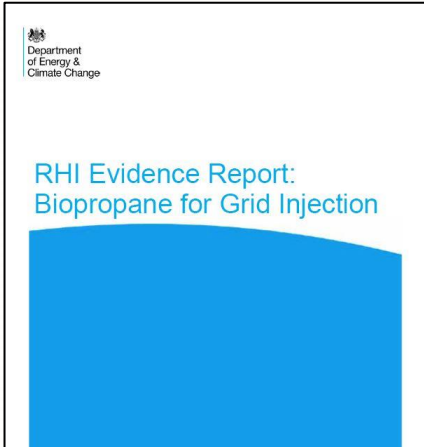 Department
of Energy &
Climate Change
RHI Evidence Report:
Biopropane for Grid Injection